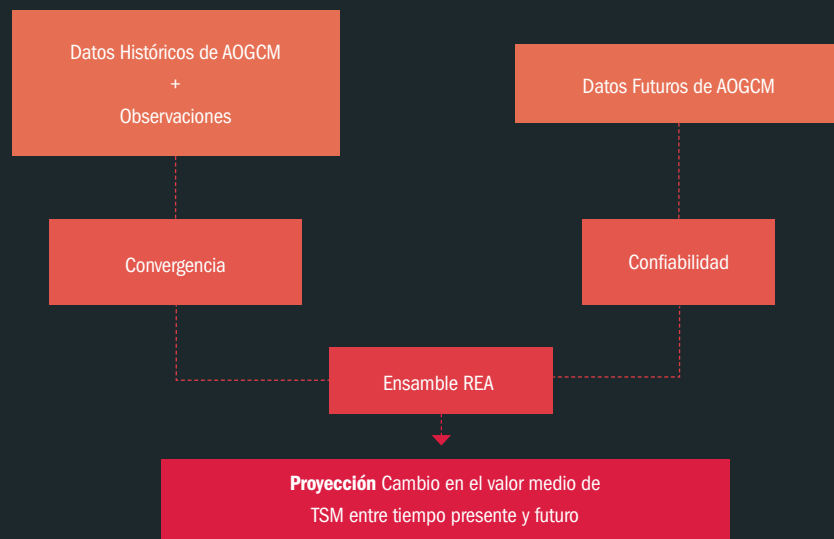 Datos Históricos de AOGCM
+
Observaciones
Datos Futuros de AOGCM
Convergencia
Confiabilidad
Ensamble REA
Proyección Cambio en el valor medio de
TSM entre tiempo presente y futuro